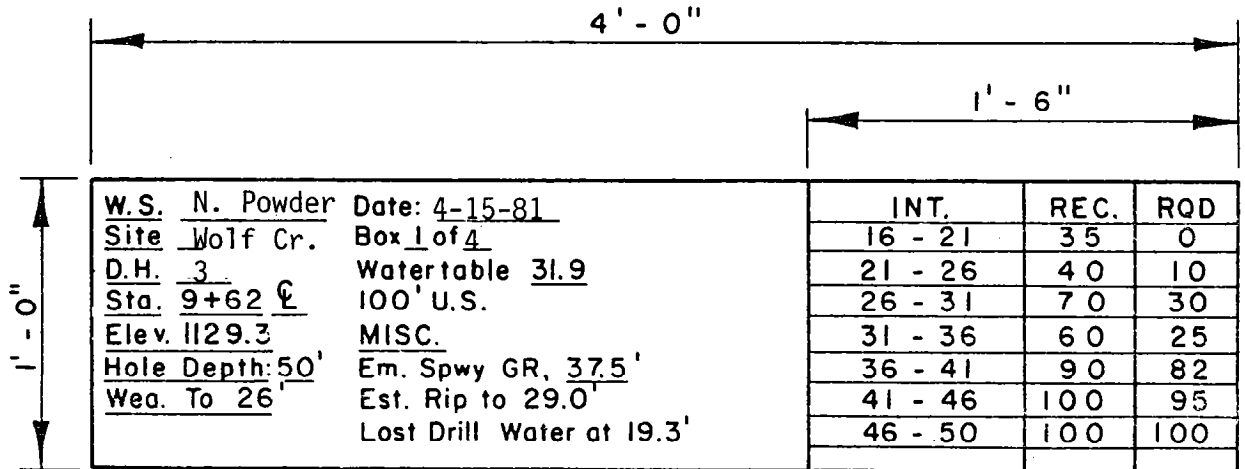 4'-0"
1'-6"
1'-0"
W.S. N. Powder Date: 4-15-81
Site Wolf Cr. Box 1 of 4
D.H. 3 Watertable 31.9
Sta. 9+62 ℄ 100' U.S.
Elev. 1129.3 MISC.
Hole Depth: 50' Em. Spwy GR, 37.5'
Wea. To 26' Est. Rip to 29.0'
Lost Drill Water at 19.3'
INT. REC. RQD
16 - 21 35 0
21 - 26 40 10
26 - 31 70 30
31 - 36 60 25
36 - 41 90 82
41 - 46 100 95
46 - 50 100 100